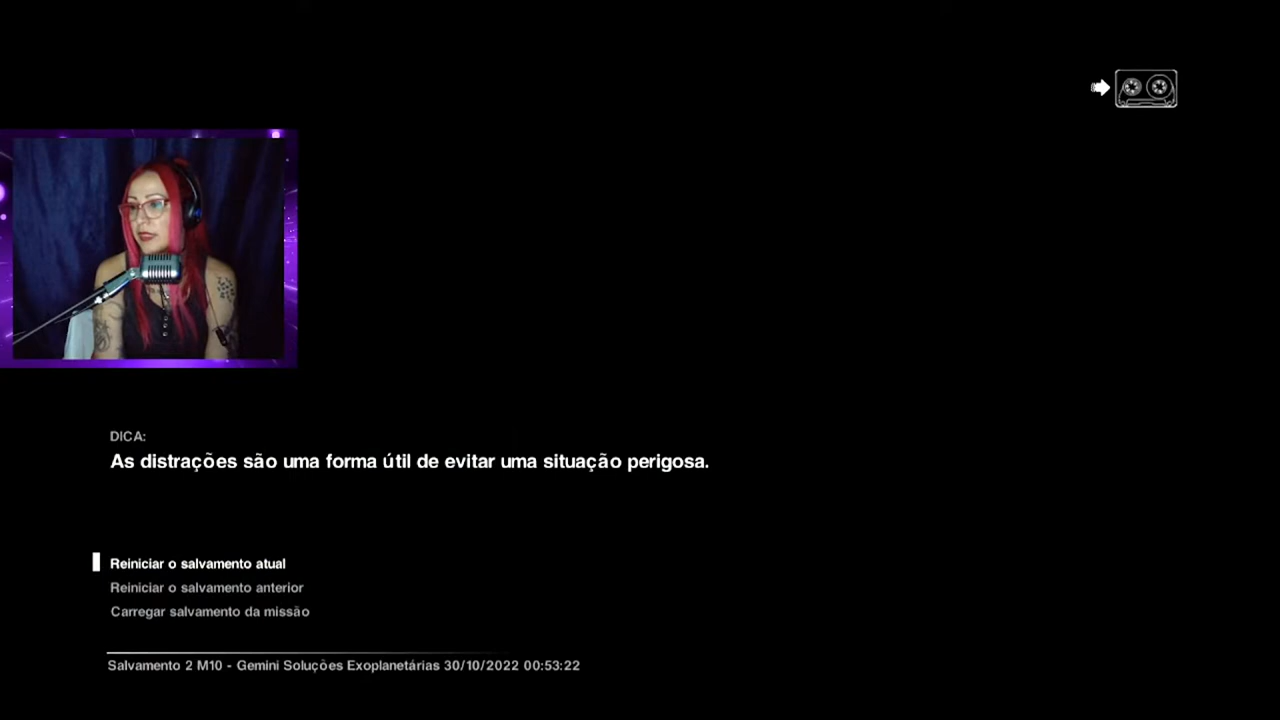 DICA:
As distrações são uma forma útil de evitar uma situação perigosa.
Reiniciar o salvamento atual
Reiniciar o salvamento anterior
Carregar salvamento da missão
Salvamento 2 M10 - Gemini Soluções Exoplanetárias 30/10/2022 00:53:22